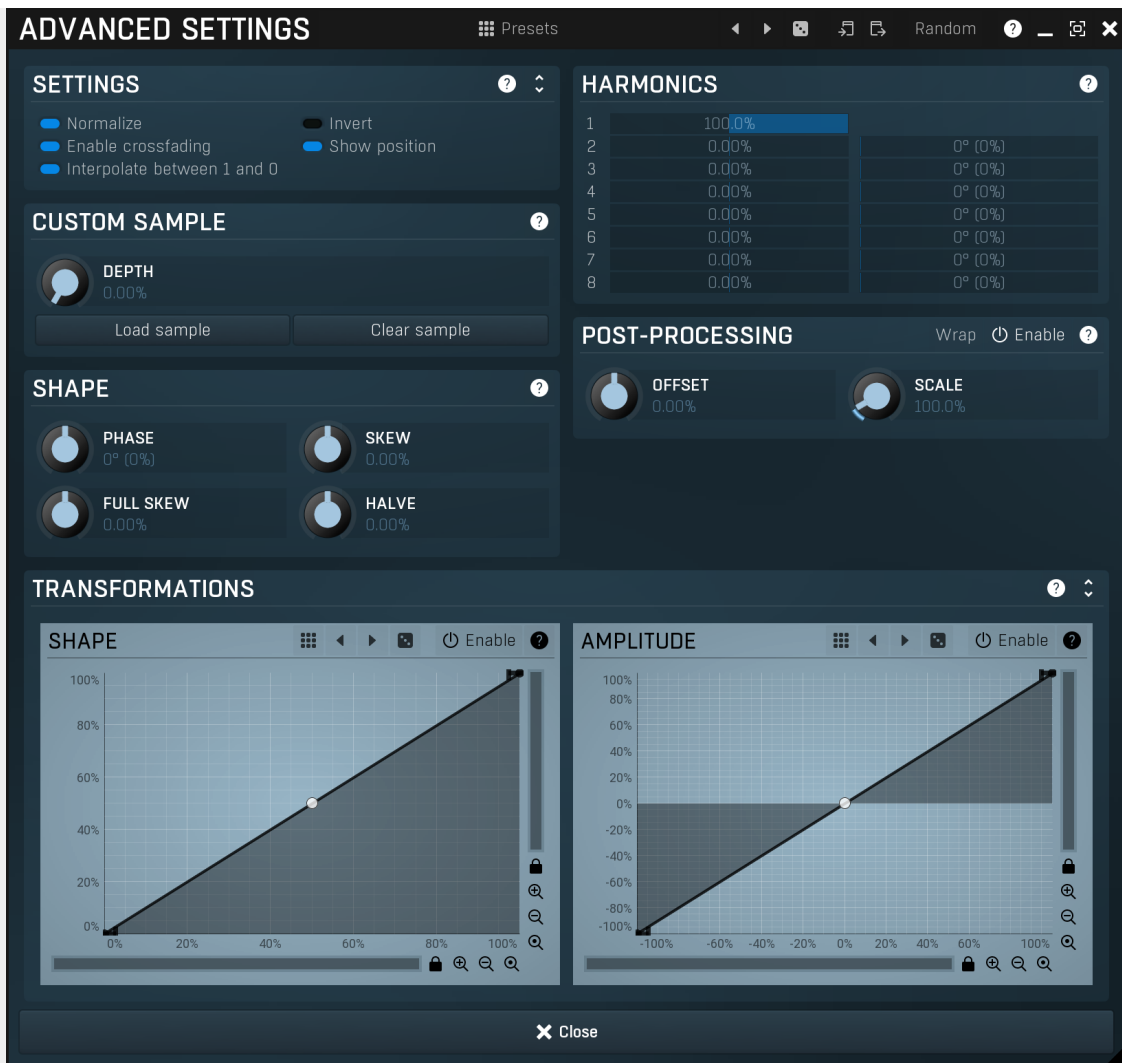 ADVANCED SETTINGS Presets Random ?
SETTINGS ?
Normalize Invert
Enable crossfading Show position
Interpolate between 1 and 0
CUSTOM SAMPLE ?
DEPTH
0.00%
Load sample Clear sample
SHAPE ?
PHASE SKEW
0° (0%) 0.00%
FULL SKEW HALVE
0.00% 0.00%
HARMONICS ?
1 100.0%
2 0.00% 0° (0%)
3 0.00% 0° (0%)
4 0.00% 0° (0%)
5 0.00% 0° (0%)
6 0.00% 0° (0%)
7 0.00% 0° (0%)
8 0.00% 0° (0%)
POST-PROCESSING Wrap Enable ?
OFFSET SCALE
0.00% 100.0%
TRANSFORMATIONS ?
SHAPE Enable ?
100%
80%
60%
40%
20%
0%
0% 20% 40% 60% 80% 100%
AMPLITUDE Enable ?
100%
80%
60%
40%
20%
0%
-20%
-40%
-60%
-80%
-100%
-100% -60% -40% -20% 0% 20% 40% 60% 100%
Close